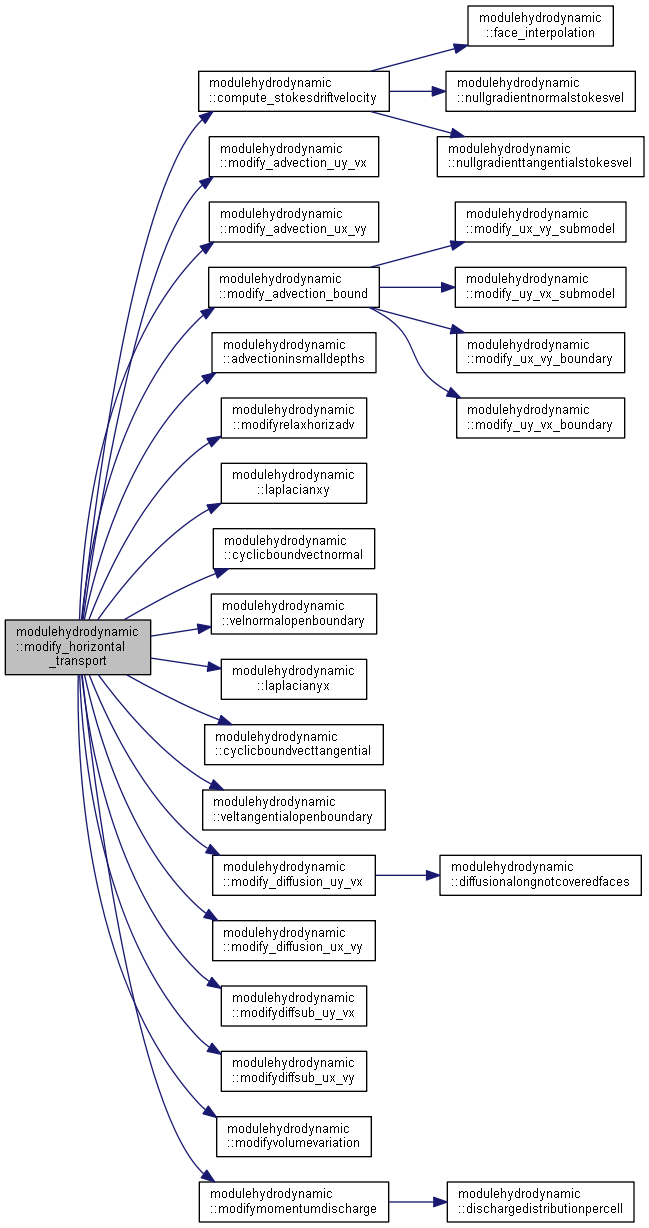 modulehydrodynamic
::face_interpolation
modulehydrodynamic
::compute_stokesdriftvelocity
modulehydrodynamic
::nullgradientnormalstokesvel
modulehydrodynamic
::nullgradienttangentialstokesvel
modulehydrodynamic
::modify_advection_uy_vx
modulehydrodynamic
::modify_advection_ux_vy
modulehydrodynamic
::modify_ux_vy_submodel
modulehydrodynamic
::modify_advection_bound
modulehydrodynamic
::modify_uy_vx_submodel
modulehydrodynamic
::advectioninsmalldepths
modulehydrodynamic
::modify_ux_vy_boundary
modulehydrodynamic
::modifyrelaxhorizadv
modulehydrodynamic
::modify_uy_vx_boundary
modulehydrodynamic
::laplacianxy
modulehydrodynamic
::cyclicboundvectnormal
modulehydrodynamic
::velnormalopenboundary
modulehydrodynamic
::modify_horizontal
_transport
modulehydrodynamic
::laplacianyx
modulehydrodynamic
::cyclicboundvecttangential
modulehydrodynamic
::veltangentialopenboundary
modulehydrodynamic
::modify_diffusion_uy_vx
modulehydrodynamic
::diffusionalongnotcoveredfaces
modulehydrodynamic
::modify_diffusion_ux_vy
modulehydrodynamic
::modifydiffsub_uy_vx
modulehydrodynamic
::modifydiffsub_ux_vy
modulehydrodynamic
::modifyvolumevariation
modulehydrodynamic
::modifymomentumdischarge
modulehydrodynamic
::dischargedistributionpercell